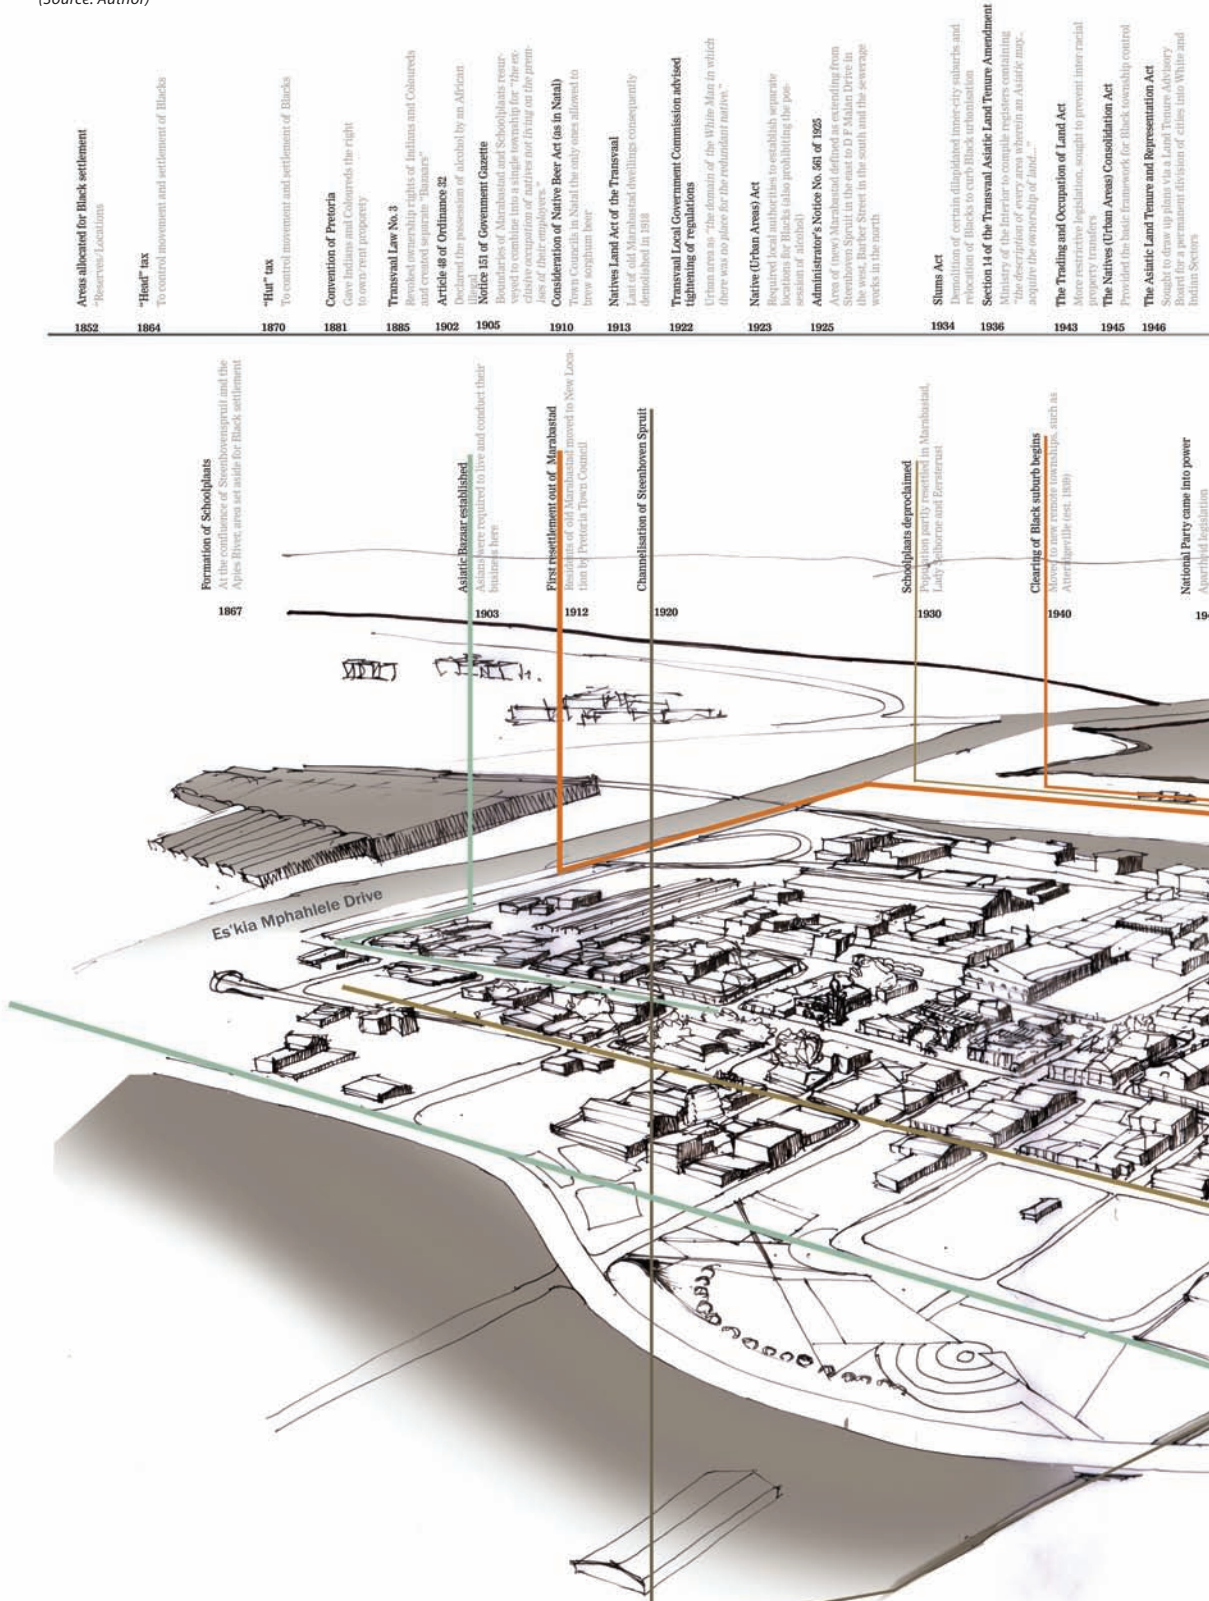 (Source: Author)
Areas allocated for Black settlement
"Reserves/Locations
1852
"Head" tax
To control movement and settlement of Blacks
1864
"Hut" tax
To control movement and settlement of Blacks
1870
Convention of Pretoria
Gave Indians and Coloureds the right
to own/rent proporety
1881
Transvaal Law No. 3
Revoked ownership rights of Indians and Coloureds
and created separate "Bazaars"
1885
Article 48 of Ordinance 32
Declared the possession of alcohol by an African
illegal
1902
Notice 151 of Govenment Gazette
Boundaries of Marabastad and Schoolplants resur-
veyed to combine into a single township for "the ex-
clusive occupation of natives not living on the prem-
ises of their employers."
1905
Consideration of Native Beer Act (as in Natal)
Town Councils in Natal the only ones allowed to
brew sorghum beer
1910
Natives Land Act of the Transvaal
Last of old Marabastad dwellings consequently
demolished in 1918
1913
Transvaal Local Government Commission advised
tightening of regulations
Urban area as "the domain of the White Man in which
there was no place for the redundant native."
1922
Native (Urban Areas) Act
Required local authorities to establish separate
locations for Blacks (also prohibiting the pos-
session of alcohol)
1923
Administrator's Notice No. 561 of 1925
Area of (new) Marabastad defined as extending from
Steenhoven Spruit in the east to D F Malan Drive in
the west, Barber Street in the south and the sewerage
works in the north
1925
Slums Act
Demolition of certain dilapidated inner-city suburbs and
relocation of Blacks to curb Black urbonisation
1934
Section 14 of the Transvaal Asiatic Land Tenure Amendment
Ministry of the Interior to compile registers containing
"the description of every area wherein an Asiatic may...
acquire the ownership of land..."
1936
The Trading and Occupation of Land Act
More restrictive legislation, sought to prevent inter-racial
property transfers
1943
The Natives (Urban Areas) Consolidation Act
Provided the basic framework for Black township control
1945
The Asiatic Land Tenure and Representation Act
Sought to draw up plans via a Land Tenure Advisory
Board for a permanent division of cities into White and
Indian Sectors
1946
Formation of Schoolplaats
At the confluence of Steenhovenspruit and the
Apies River, area set aside for Black settlement
1867
Asiatic Bazaar established
Asians were required to live and conduct their
business here
1903
First resettlement out of Marabastad
Residents of old Marabastad moved to New Loca-
tion by Pretoria Town Council
1912
Channelisation of Steenhoven Spruit
1920
Schoolplaats deproclaimed
Population partly resettled in Marabastad,
Lady Selborne and Eersterust
1930
Clearing of Black suburb begins
Moved to new remote townships, such as
Atteridgeville (est. 1939)
1940
National Party came into power
Apartheid legislation
Es'kia Mphahlele Drive